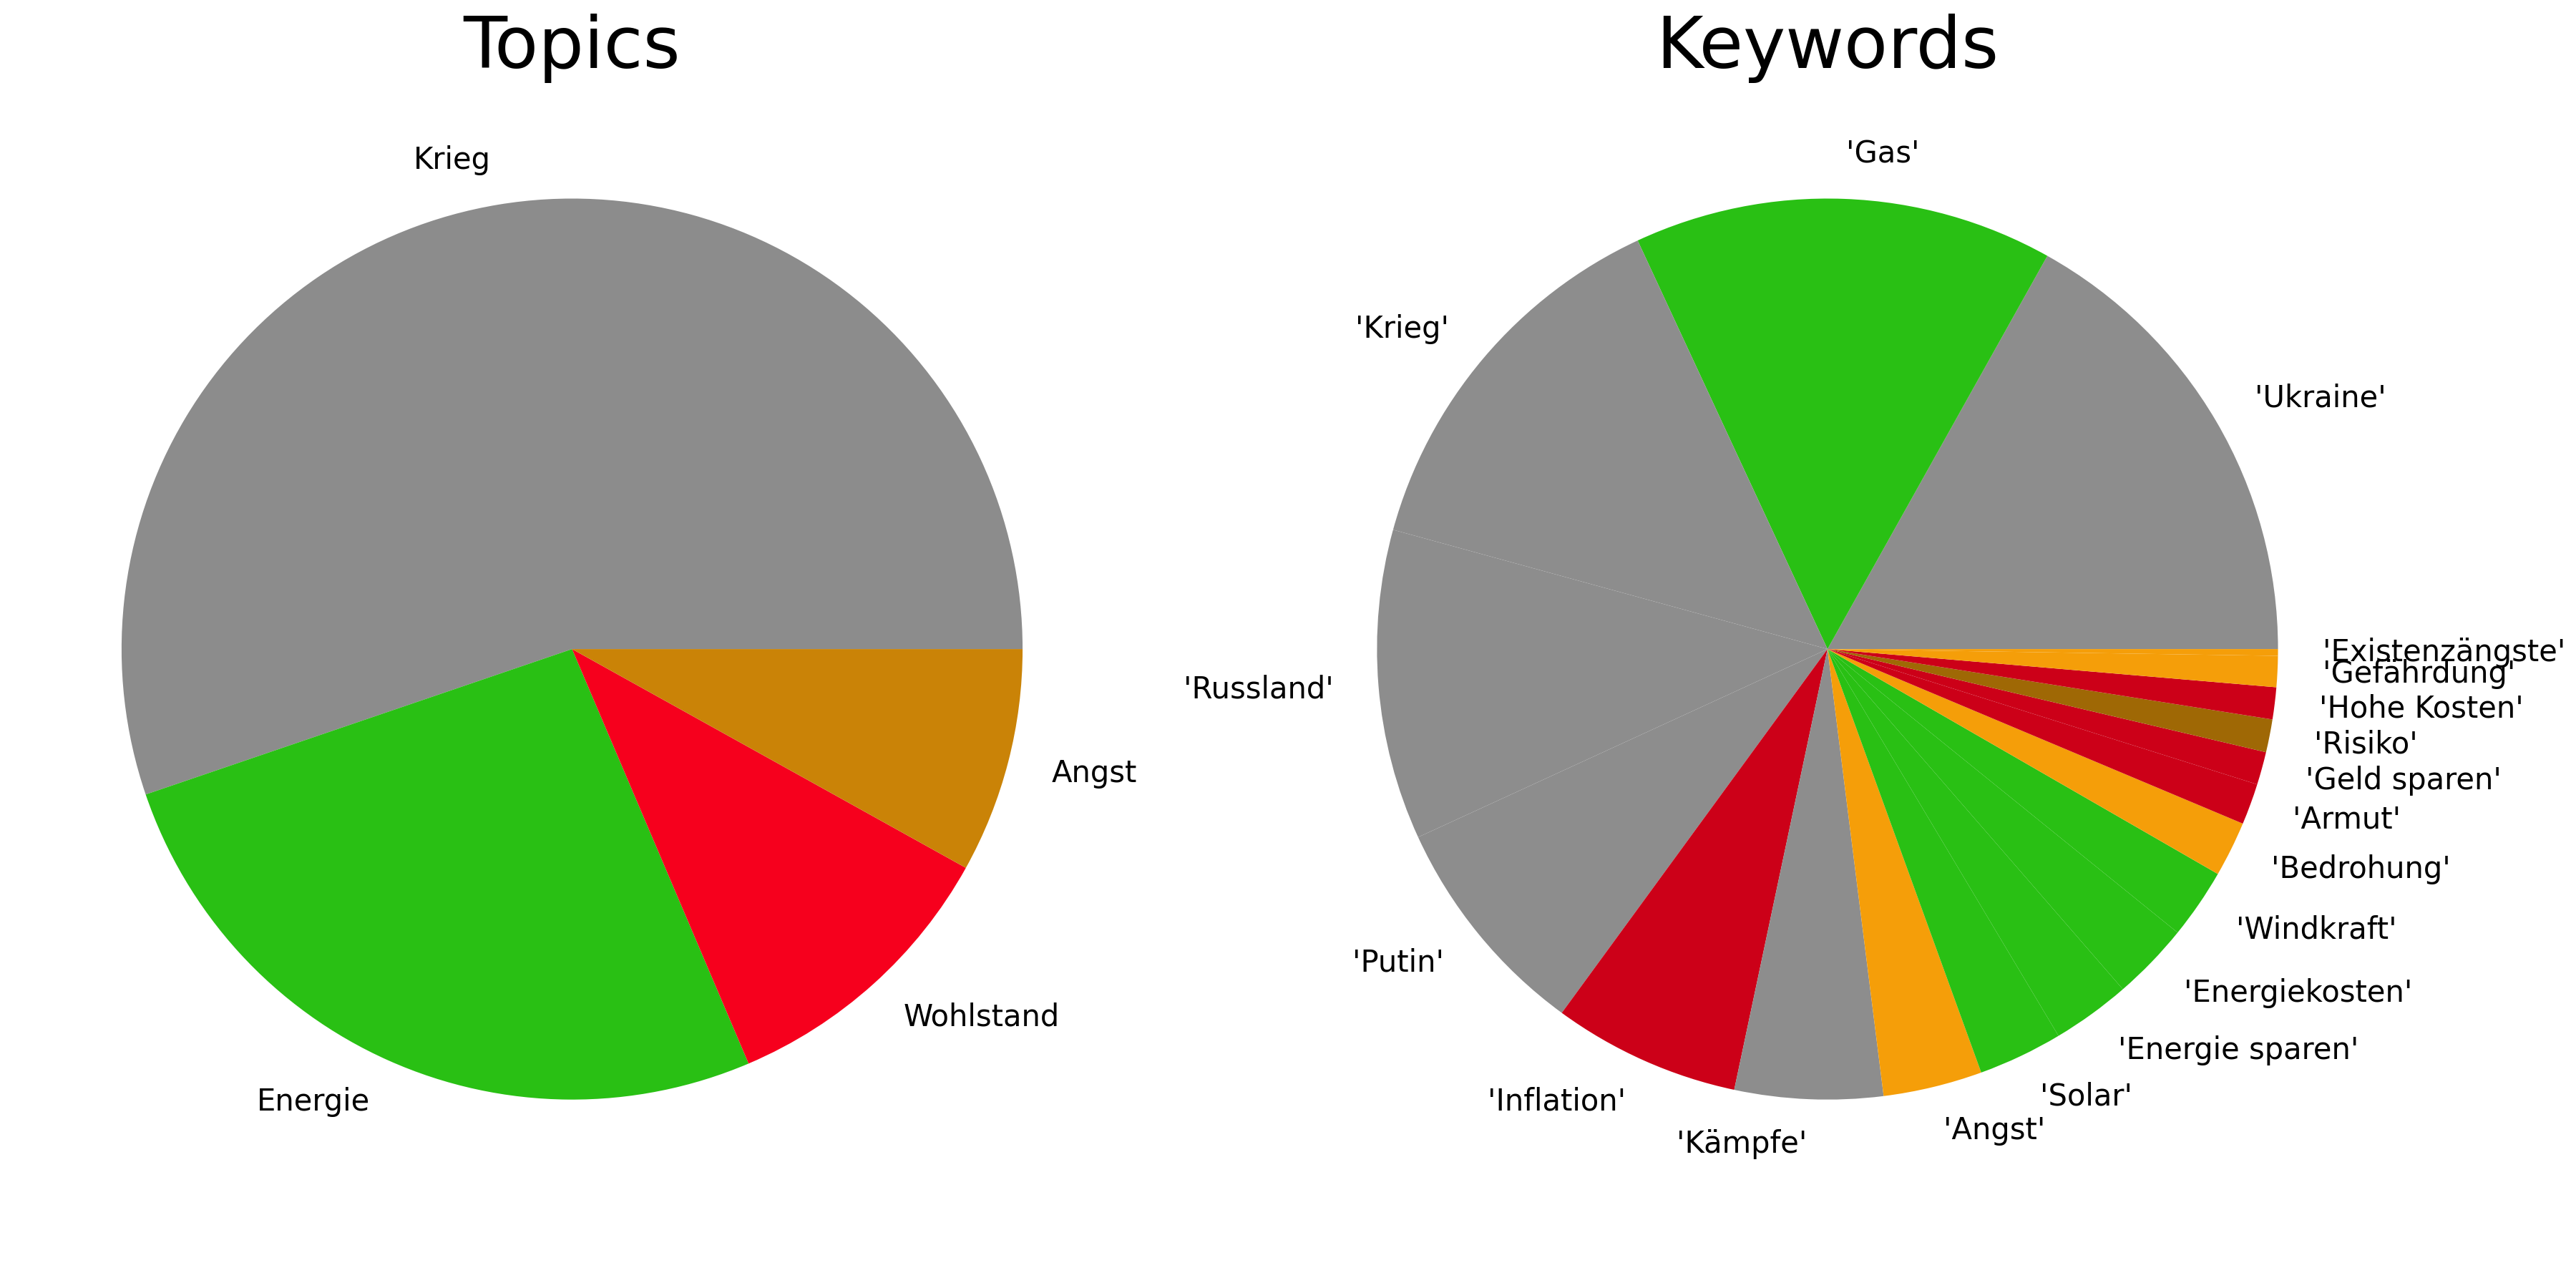 Topics
Krieg
Energie
Wohlstand
Angst
Keywords
'Ukraine'
'Gas'
'Krieg'
'Russland'
'Putin'
'Inflation'
'Kämpfe'
'Angst'
'Solar'
'Energie sparen'
'Energiekosten'
'Windkraft'
'Bedrohung'
'Armut'
'Geld sparen'
'Risiko'
'Hohe Kosten'
'Gefährdung'
'Existenzängste'